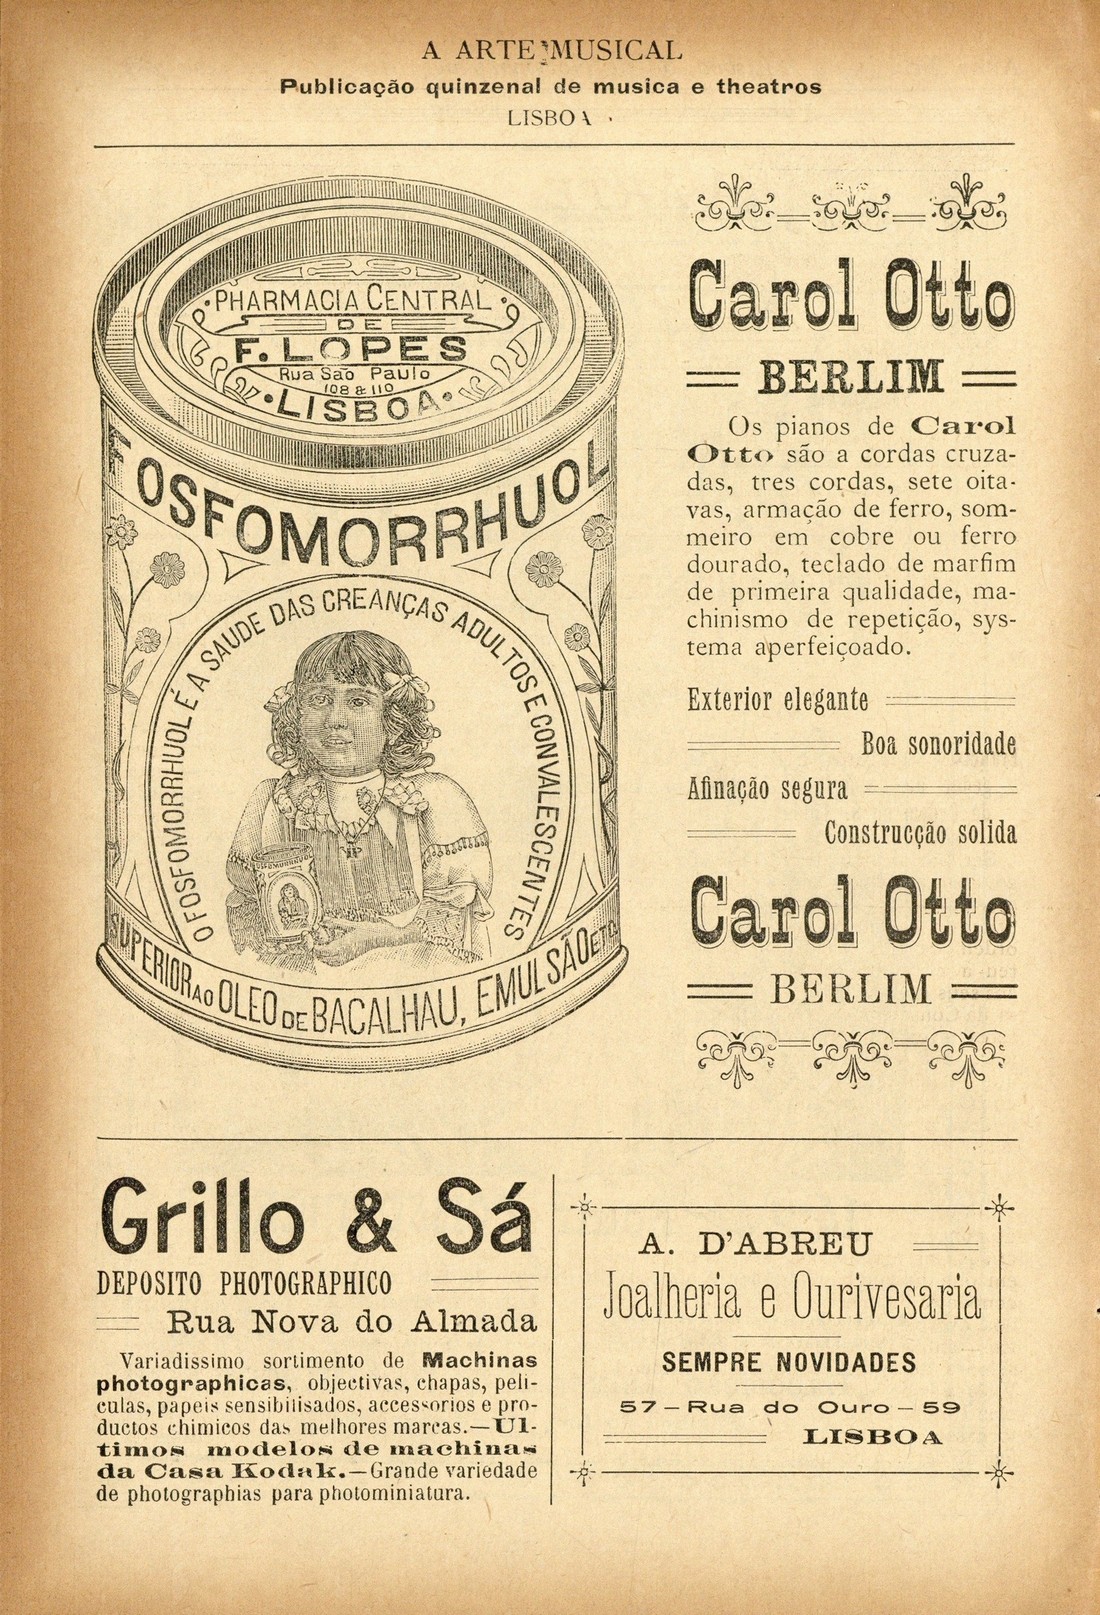 A ARTE MUSICAL
Publicação quinzenal de musica e theatros
LISBOA
PHARMACIA CENTRAL
DE
F. LOPES
Rua São Paulo
108 & 110
LISBOA
FOSFOMORRHUOL
O FOSFOMORRHUOL É A SAUDE DAS CREANÇAS ADULTOS E CONVALESCENTES
FOSFOMORRHUOL
SUPERIOR AO OLEO DE BACALHAU, EMULSÃO ETC
Carol Otto
BERLIM
Os pianos de Carol
Otto são a cordas cruza-
das, tres cordas, sete oita-
vas, armação de ferro, som-
meiro em cobre ou ferro
dourado, teclado de marfim
de primeira qualidade, ma-
chinismo de repetição, sys-
tema aperfeiçoado.
Exterior elegante
Boa sonoridade
Afinação segura
Construcção solida
Carol Otto
BERLIM
Grillo & Sá
DEPOSITO PHOTOGRAPHICO
Rua Nova do Almada
Variadissimo sortimento de Machinas
photographicas, objectivas, chapas, peli-
culas, papeis sensibilisados, accessorios e pro-
ductos chimicos das melhores marcas.—Ul-
timos modelos de machinas
da Casa Kodak.—Grande variedade
de photographias para photominiatura.
A. D'ABREU
Joalheria e Ourivesaria
SEMPRE NOVIDADES
57—Rua do Ouro—59
LISBOA